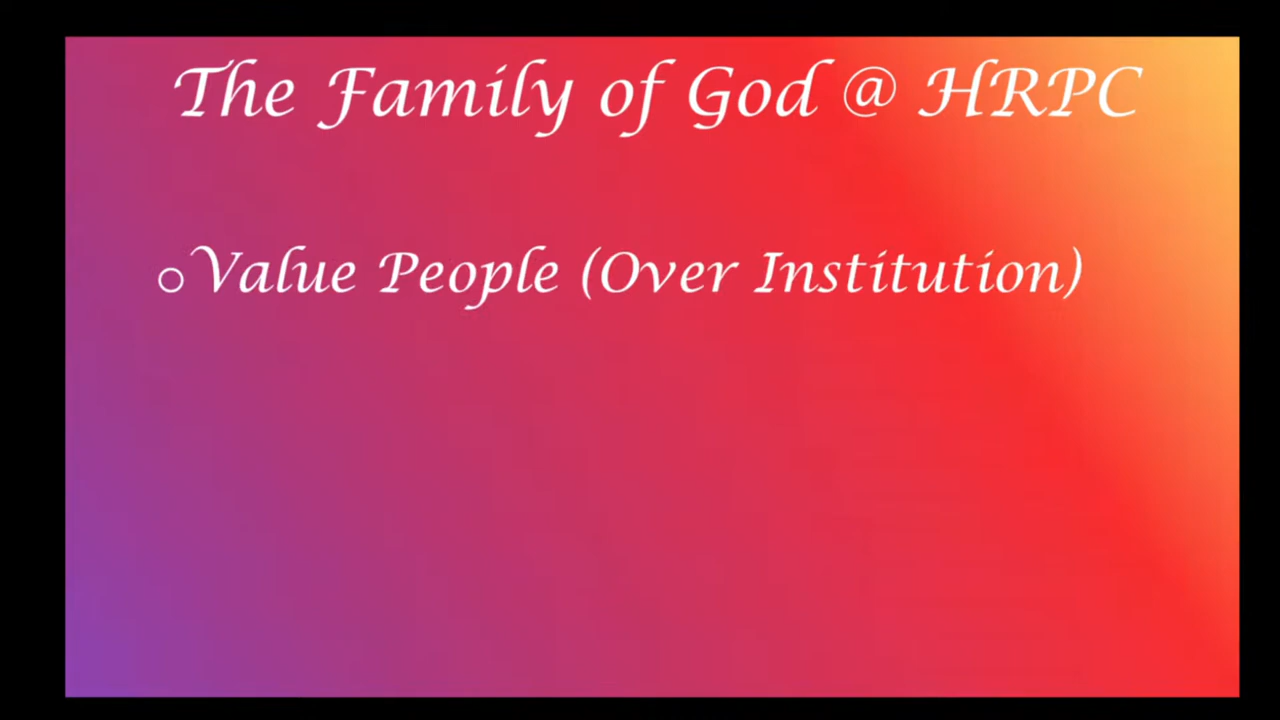 The Family of God @ HRPC
○Value People (Over Institution)